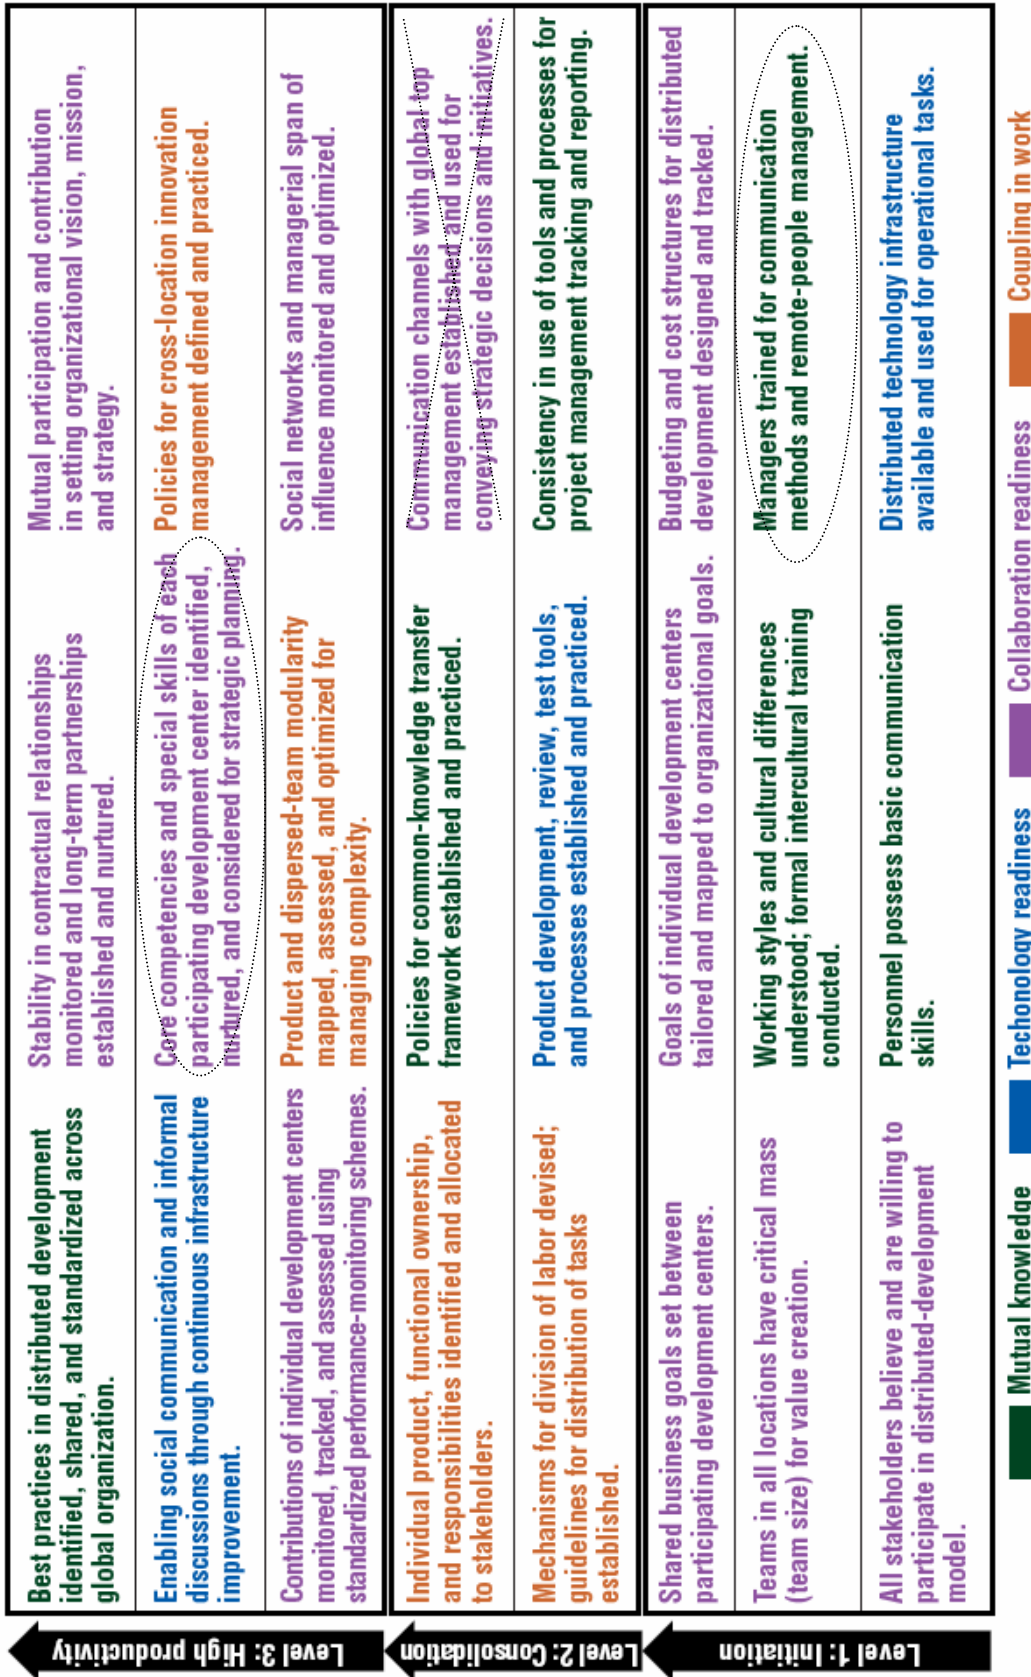 Level 3: High productivity
Best practices in distributed development
identified, shared, and standardized across
global organization.
Stability in contractual relationships
monitored and long-term partnerships
established and nurtured.
Mutual participation and contribution
in setting organizational vision, mission,
and strategy.
Enabling social communication and informal
discussions through continuous infrastructure
improvement.
Core competencies and special skills of each
participating development center identified,
nurtured, and considered for strategic planning.
Policies for cross-location innovation
management defined and practiced.
Contributions of individual development centers
monitored, tracked, and assessed using
standardized performance-monitoring schemes.
Product and dispersed-team modularity
mapped, assessed, and optimized for
managing complexity.
Social networks and managerial span of
influence monitored and optimized.
Level 2: Consolidation
Individual product, functional ownership,
and responsibilities identified and allocated
to stakeholders.
Policies for common-knowledge transfer
framework established and practiced.
Communication channels with global top
management established and used for
conveying strategic decisions and initiatives.
Mechanisms for division of labor devised;
guidelines for distribution of tasks
established.
Product development, review, test tools,
and processes established and practiced.
Consistency in use of tools and processes for
project management tracking and reporting.
Level 1: Initiation
Shared business goals set between
participating development centers.
Goals of individual development centers
tailored and mapped to organizational goals.
Budgeting and cost structures for distributed
development designed and tracked.
Teams in all locations have critical mass
(team size) for value creation.
Working styles and cultural differences
understood; formal intercultural training
conducted.
Managers trained for communication
methods and remote-people management.
All stakeholders believe and are willing to
participate in distributed-development
model.
Personnel possess basic communication
skills.
Distributed technology infrastructure
available and used for operational tasks.
Mutual knowledge
Technology readiness
Collaboration readiness
Coupling in work